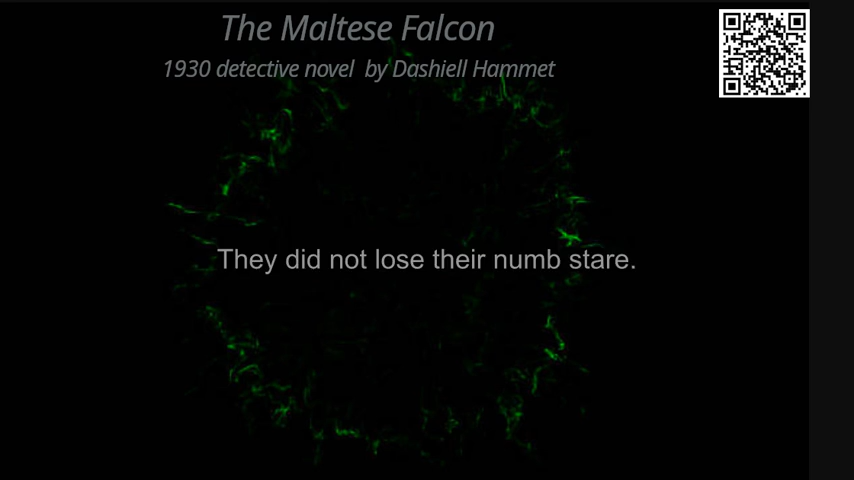 The Maltese Falcon
1930 detective novel by Dashiell Hammet
They did not lose their numb stare.